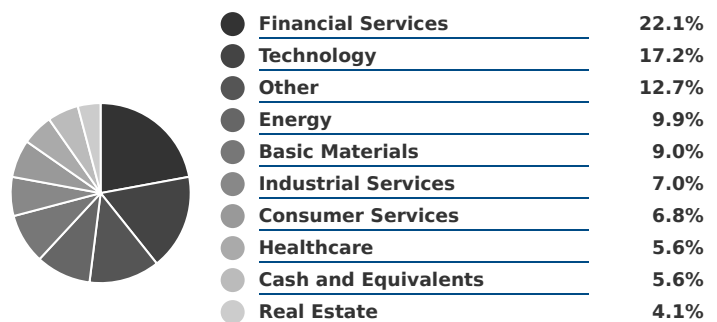 Financial Services 22.1%
Technology 17.2%
Other 12.7%
Energy 9.9%
Basic Materials 9.0%
Industrial Services 7.0%
Consumer Services 6.8%
Healthcare 5.6%
Cash and Equivalents 5.6%
Real Estate 4.1%